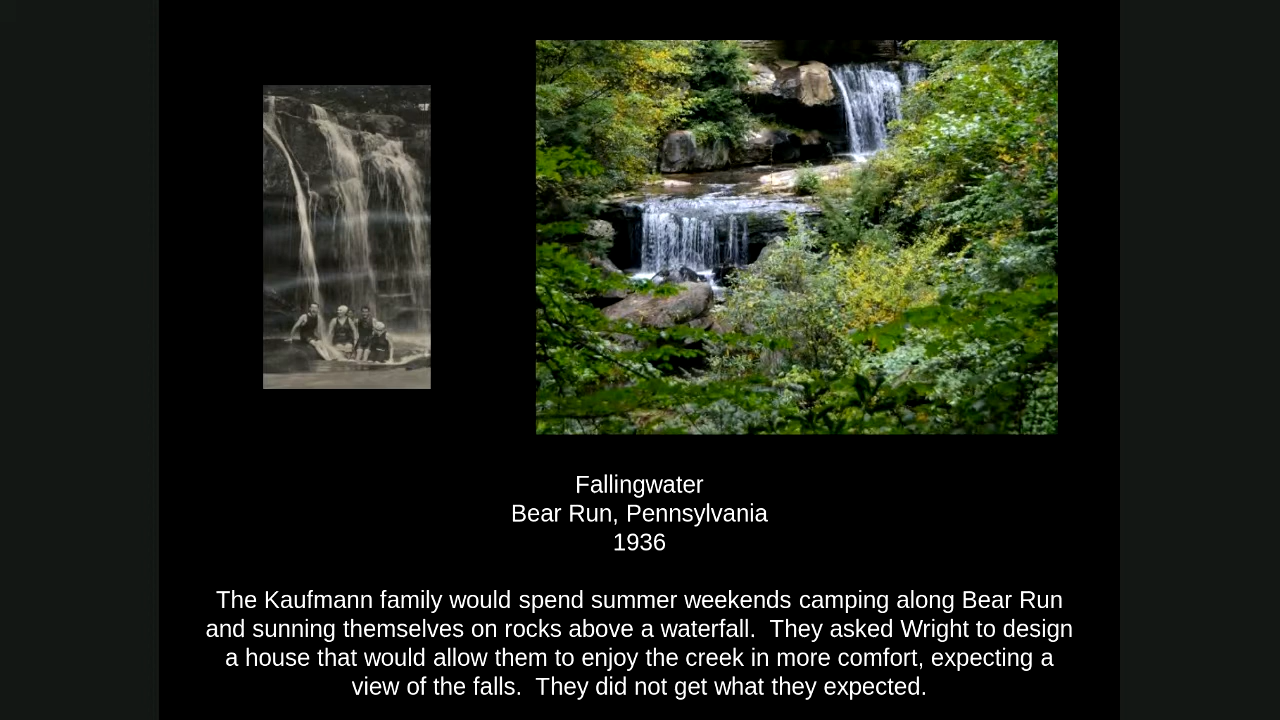 Fallingwater
Bear Run, Pennsylvania
1936
The Kaufmann family would spend summer weekends camping along Bear Run
and sunning themselves on rocks above a waterfall.  They asked Wright to design
a house that would allow them to enjoy the creek in more comfort, expecting a
view of the falls.  They did not get what they expected.